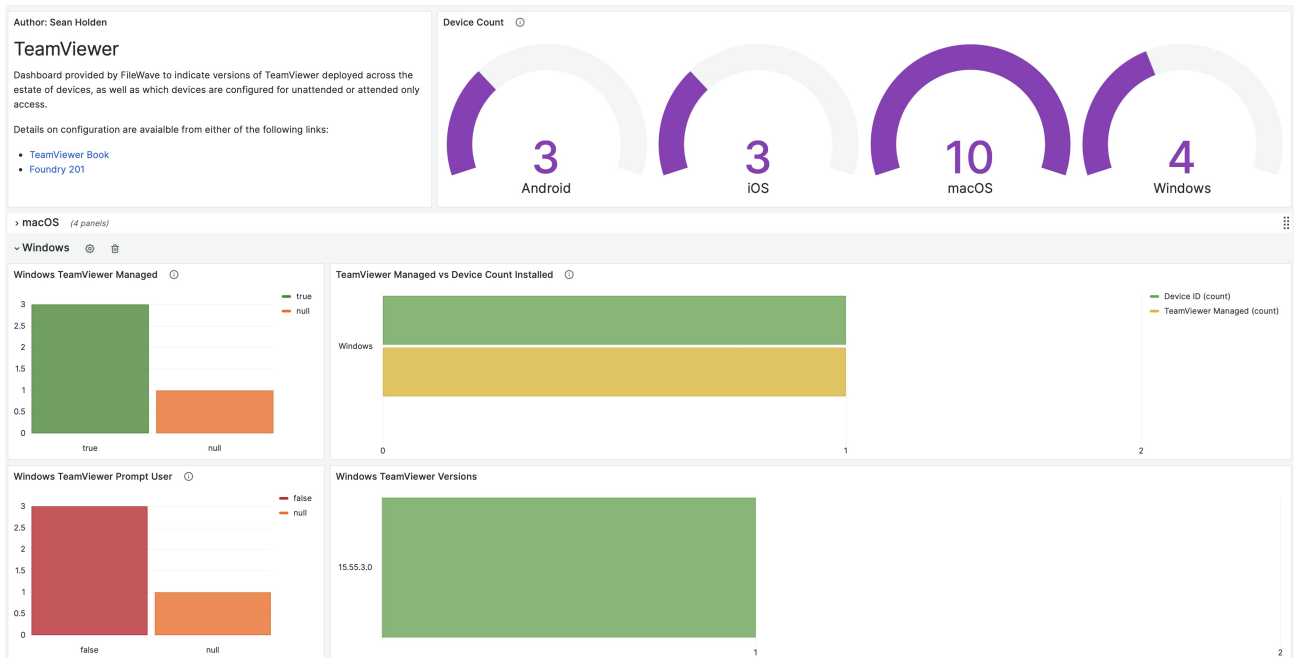 Author: Sean Holden
TeamViewer
Dashboard provided by FileWave to indicate versions of TeamViewer deployed across the
estate of devices, as well as which devices are configured for unattended or attended only
access.
Details on configuration are avaialble from either of the following links:
TeamViewer Book
Foundry 201
Device Count
3
Android
3
iOS
10
macOS
4
Windows
macOS (4 panels)
Windows
Windows TeamViewer Managed
3
2.5
2
1.5
1
0.5
0
true
null
true
null
TeamViewer Managed vs Device Count Installed
Windows
0
1
2
Device ID (count)
TeamViewer Managed (count)
Windows TeamViewer Prompt User
3
2.5
2
1.5
1
0.5
0
false
null
false
null
Windows TeamViewer Versions
15.55.3.0
1
2